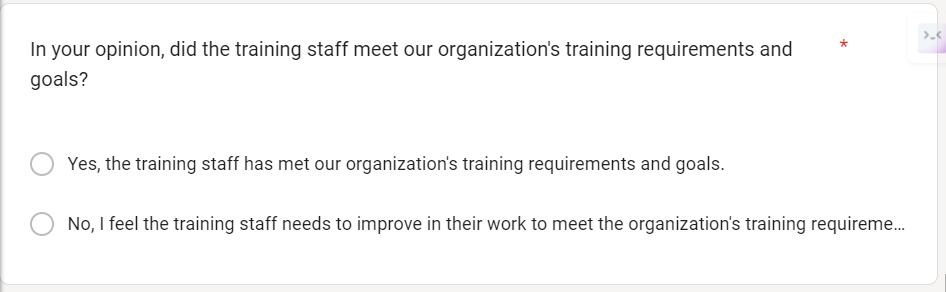 In your opinion, did the training staff meet our organization's training requirements and *
goals?
Yes, the training staff has met our organization's training requirements and goals.
No, I feel the training staff needs to improve in their work to meet the organization's training requireme...